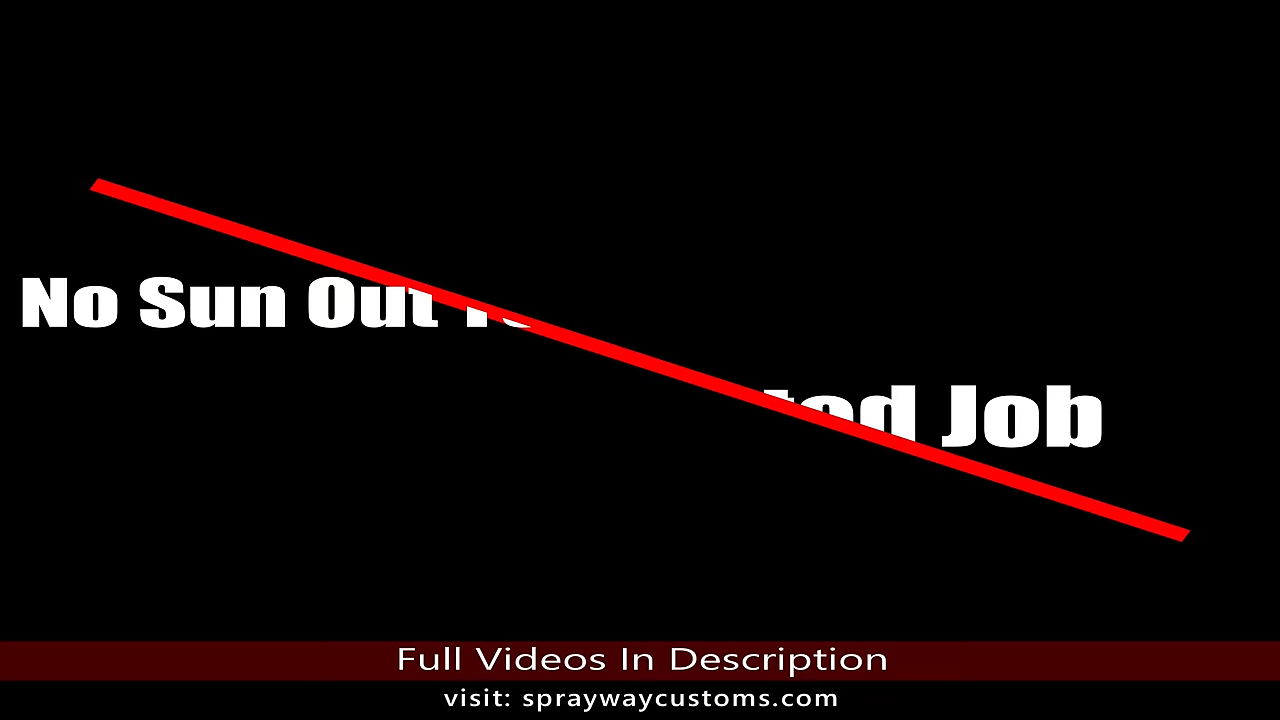 No Sun Out
Job
Full Videos In Description
visit: spraywaycustoms.com